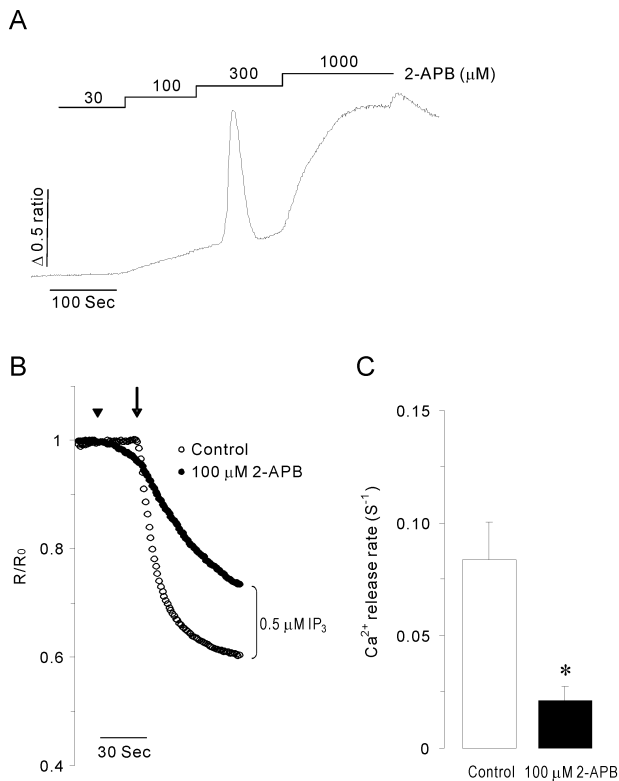 A
30
100
300
1000
2-APB (μM)
Δ 0.5 ratio
100 Sec
B
R/R0
1
0.8
0.6
0.4
Control
100 μM 2-APB
0.5 μM IP3
30 Sec
C
Ca2+ release rate (S-1)
0.15
0.10
0.05
0
*
Control
100 μM 2-APB